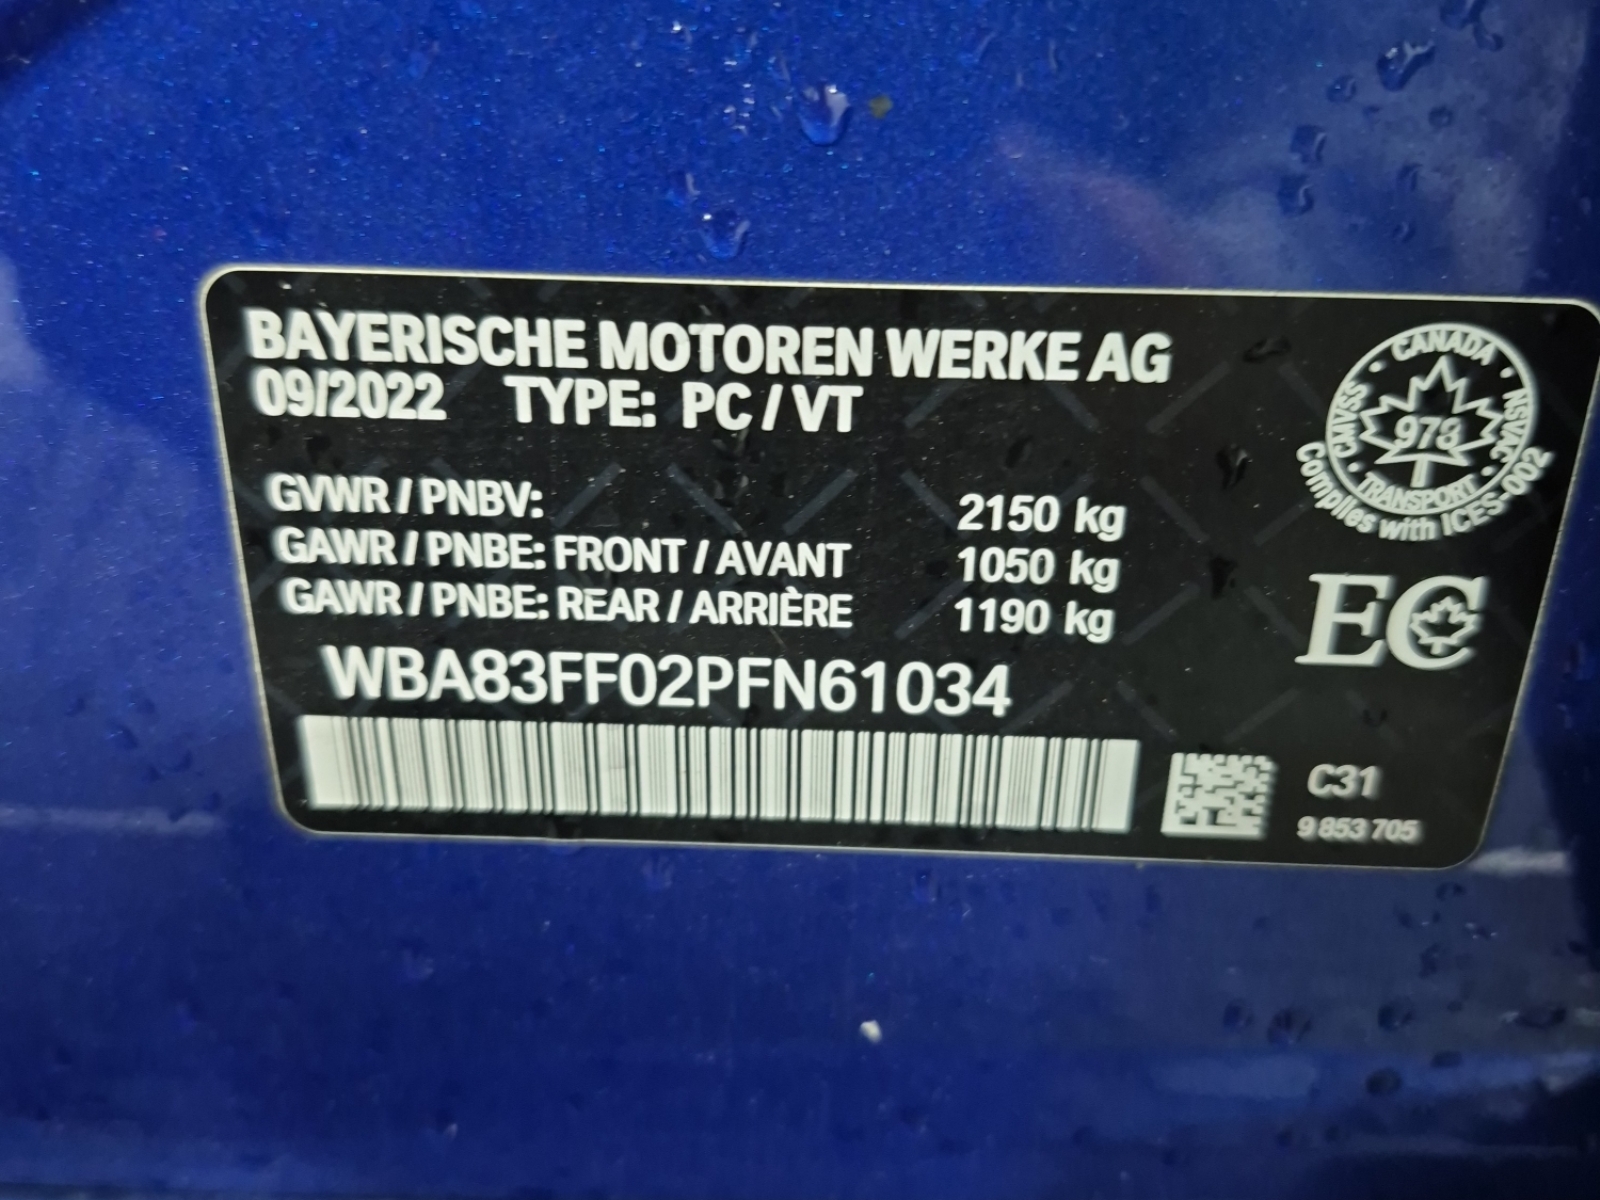 BAYERISCHE MOTOREN WERKE AG
09/2022 TYPE: PC / VT
GVWR / PNBV: 2150 kg
GAWR / PNBE: FRONT / AVANT 1050 kg
GAWR / PNBE: REAR / ARRIÈRE 1190 kg
WBA83FF02PFN61034
CANADA
CMVSS
978
NSVAC
TRANSPORT
Complies with ICES-002
EC
C31
9 853 705